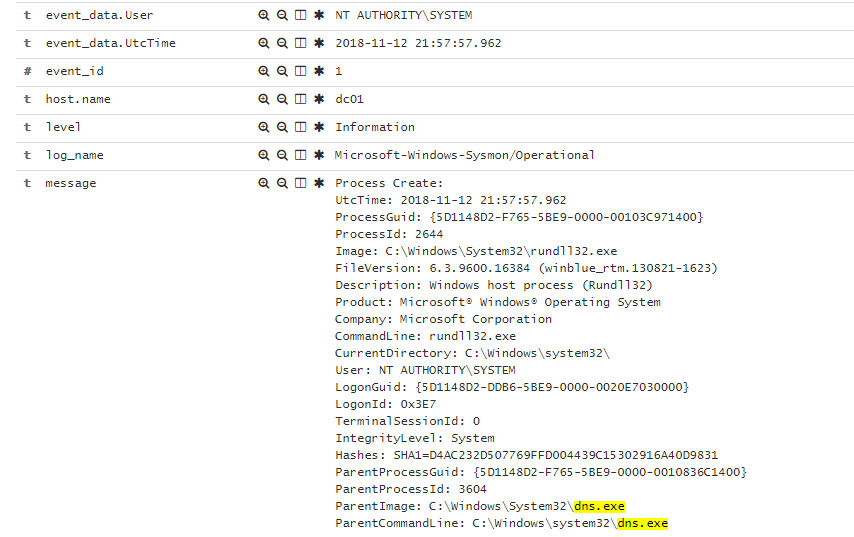 t event_data.User NT AUTHORITY\SYSTEM
t event_data.UtcTime 2018-11-12 21:57:57.962
# event_id 1
t host.name dc01
t level Information
t log_name Microsoft-Windows-Sysmon/Operational
t message Process Create:
UtcTime: 2018-11-12 21:57:57.962
ProcessGuid: {5D1148D2-F765-5BE9-0000-00103C971400}
ProcessId: 2644
Image: C:\Windows\System32\rundll32.exe
FileVersion: 6.3.9600.16384 (winblue_rtm.130821-1623)
Description: Windows host process (Rundll32)
Product: Microsoft® Windows® Operating System
Company: Microsoft Corporation
CommandLine: rundll32.exe
CurrentDirectory: C:\Windows\system32\
User: NT AUTHORITY\SYSTEM
LogonGuid: {5D1148D2-DDB6-5BE9-0000-0020E7030000}
LogonId: 0x3E7
TerminalSessionId: 0
IntegrityLevel: System
Hashes: SHA1=D4AC232D507769FFD004439C15302916A40D9831
ParentProcessGuid: {5D1148D2-F765-5BE9-0000-0010836C1400}
ParentProcessId: 3604
ParentImage: C:\Windows\System32\dns.exe
ParentCommandLine: C:\Windows\system32\dns.exe